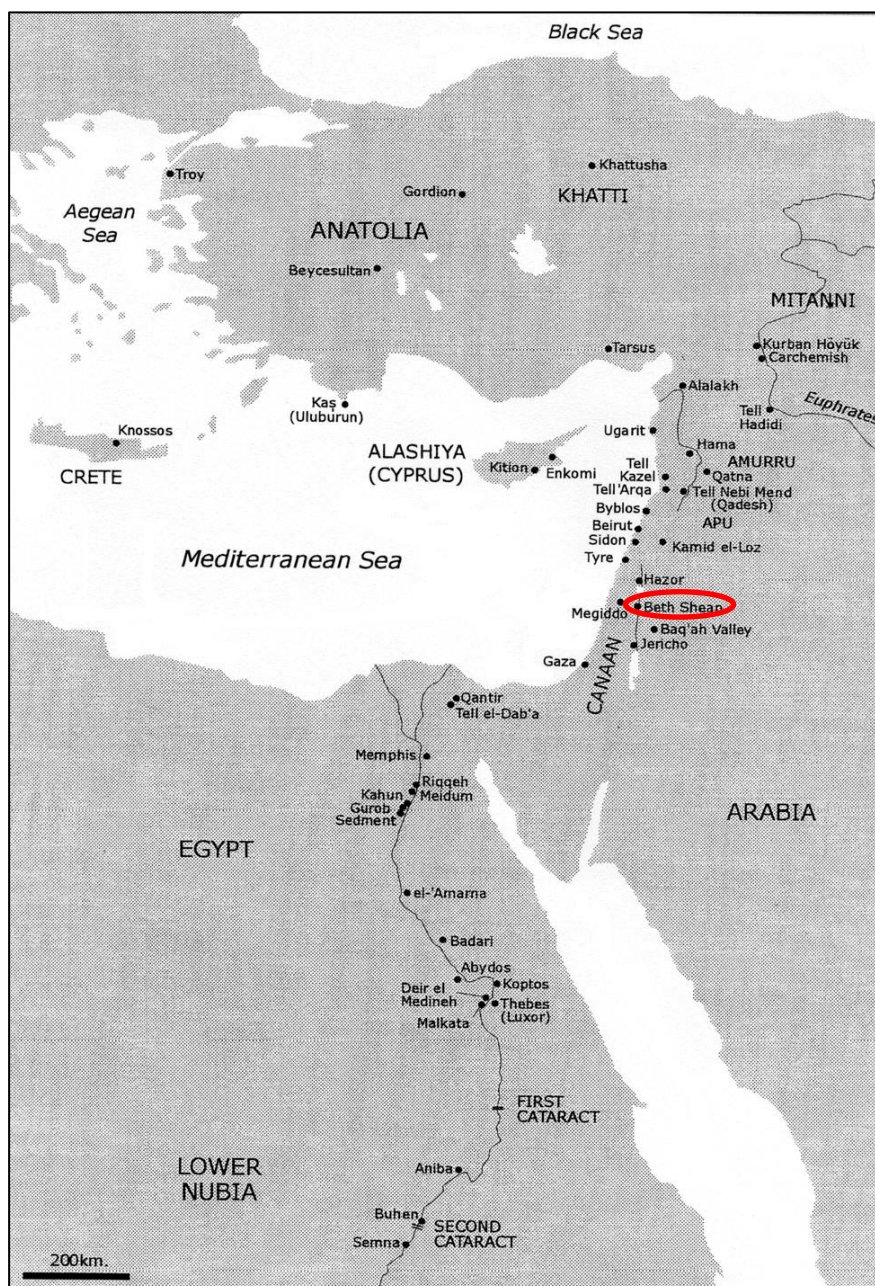 Black Sea
Troy
Khattusha
Gordion
KHATTI
Aegean
Sea
ANATOLIA
Beycesultan
MITANNI
Tarsus
Kurban Höyük
Carchemish
Alalakh
Kaş
(Uluburun)
Tell
Hadidi
Euphrates
Knossos
Ugarit
CRETE
ALASHIYA
(CYPRUS)
Kition
Enkomi
Hama
AMURRU
Qatna
Tell
Kazel
Tell'Arqa
Tell Nebi Mend
(Qadesh)
Byblos
APU
Beirut
Sidon
Kamid el-Loz
Tyre
Mediterranean Sea
Hazor
Megiddo
Beth Shean
Baq'ah Valley
Jericho
Gaza
CANAAN
Qantir
Tell el-Dab'a
Memphis
Riqqeh
Kahun
Meidum
Gurob
Sedment
ARABIA
EGYPT
el-'Amarna
Badari
Abydos
Koptos
Deir el
Medineh
Thebes
(Luxor)
Malkata
FIRST
CATARACT
LOWER
NUBIA
Aniba
Buhen
SECOND
CATARACT
Semna
200km.